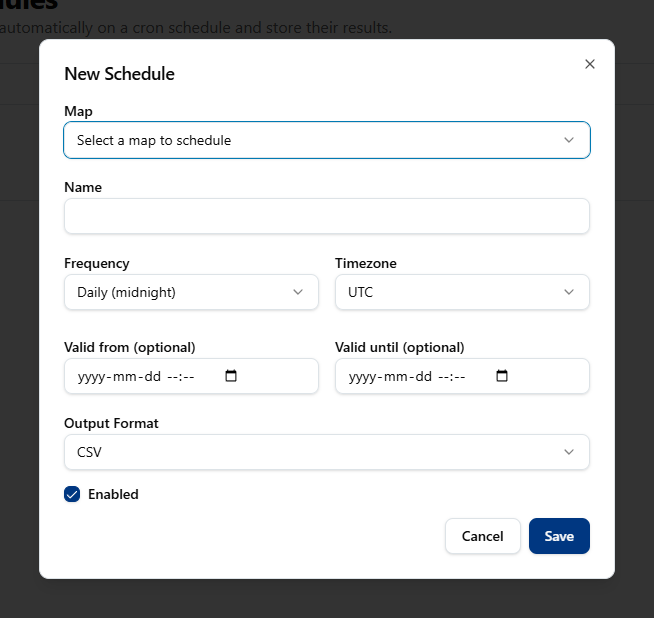 automatically on a cron schedule and store their results.
New Schedule
Map
Select a map to schedule
Name
Frequency
Timezone
Daily (midnight)
UTC
Valid from (optional)
Valid until (optional)
yyyy-mm-dd --:--
yyyy-mm-dd --:--
Output Format
CSV
Enabled
Cancel
Save